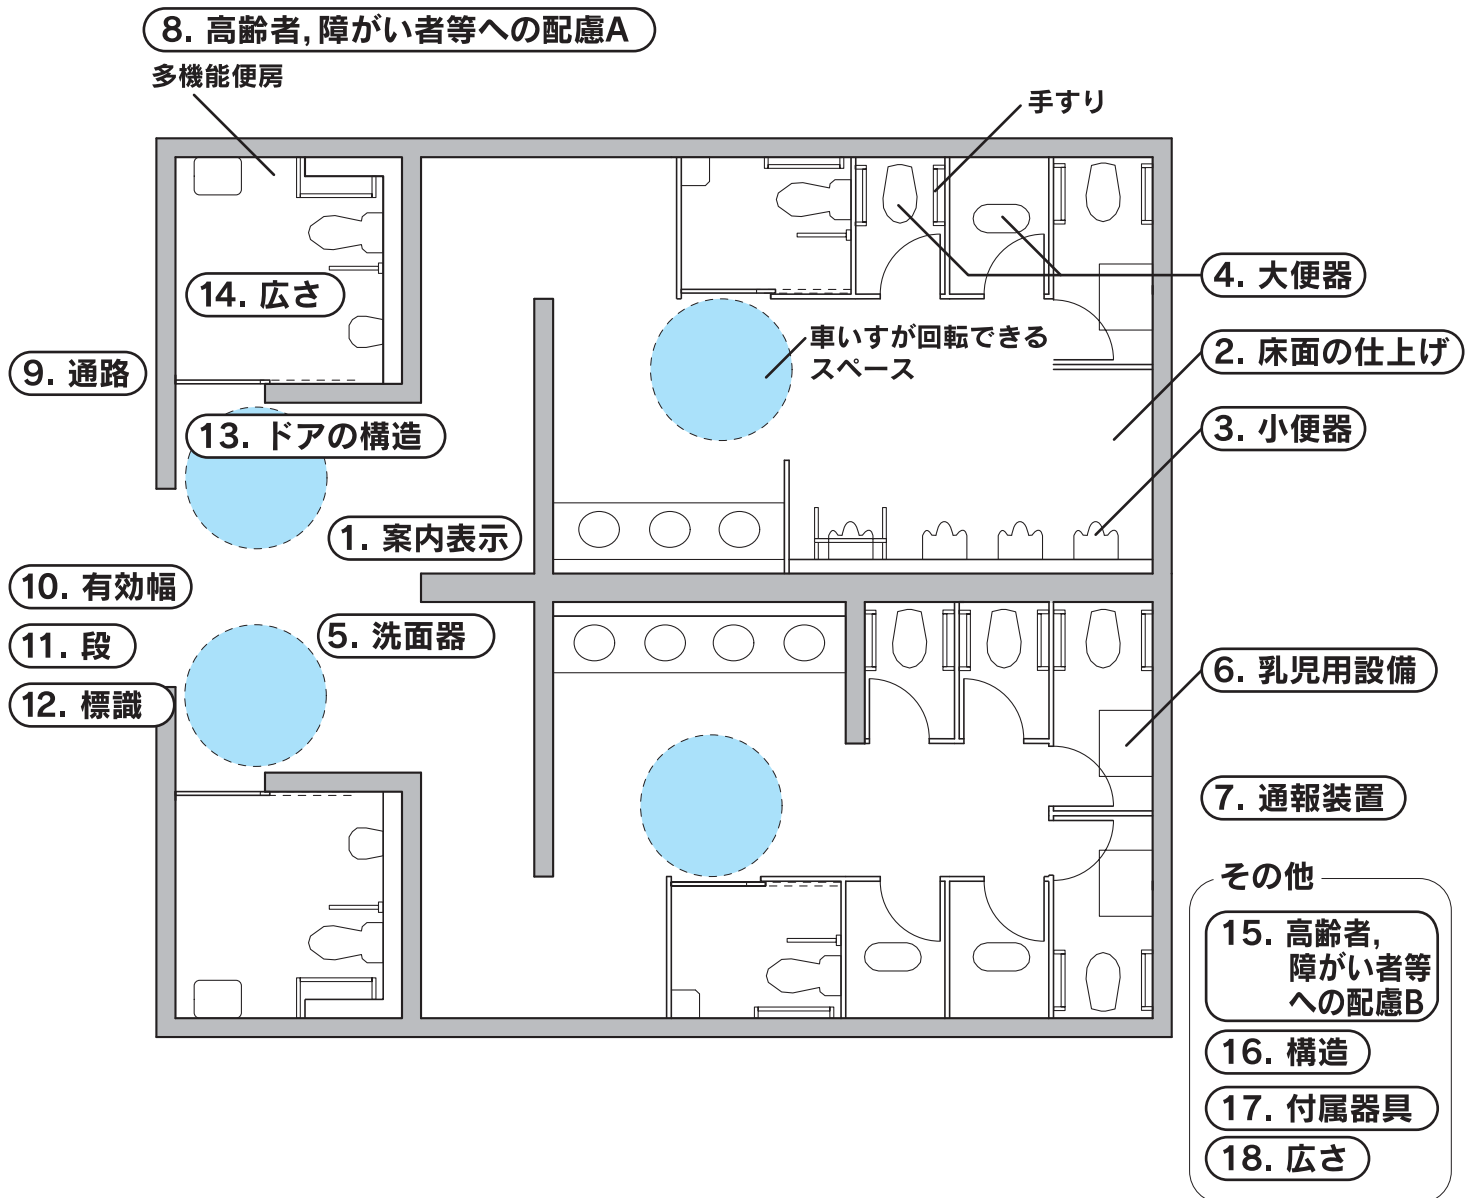 8. 高齢者,障がい者等への配慮A
多機能便房
手すり
14. 広さ
4. 大便器
車いすが回転できる
スペース
2. 床面の仕上げ
9. 通路
3. 小便器
13. ドアの構造
1. 案内表示
10. 有効幅
5. 洗面器
11. 段
6. 乳児用設備
12. 標識
7. 通報装置
その他
15. 高齢者,
障がい者等
への配慮B
16. 構造
17. 付属器具
18. 広さ